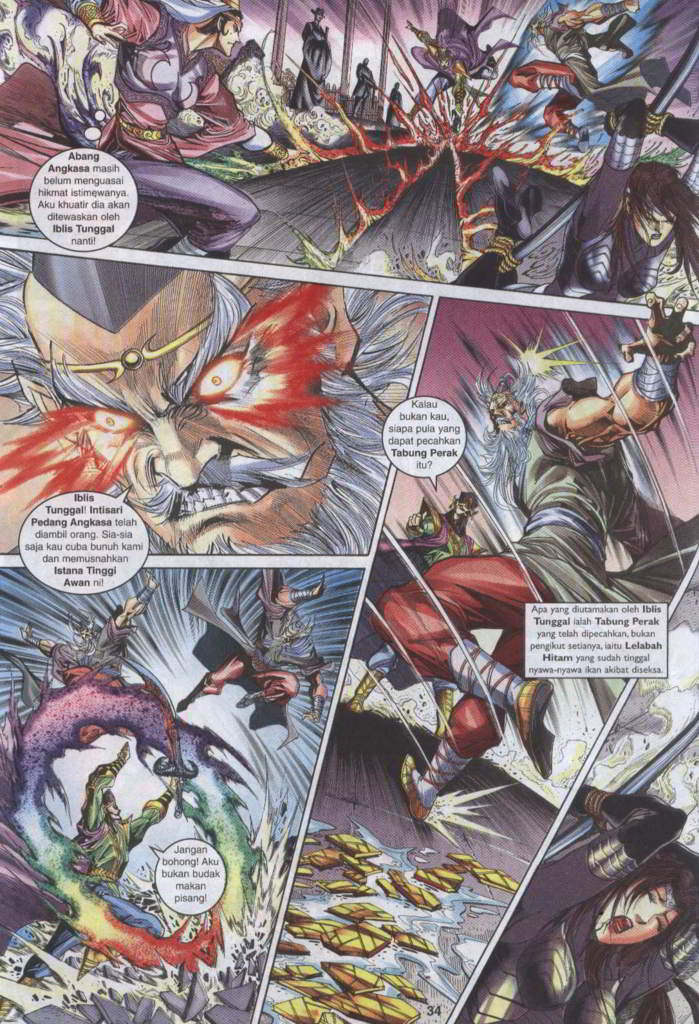 Abang
Angkasa masih
belum menguasai
hikmat istimewanya.
Aku khuatir dia akan
ditewaskan oleh
Iblis Tunggal
nanti!
Iblis
Tunggal! Intisari
Pedang Angkasa telah
diambil orang. Sia-sia
saja kau cuba bunuh kami
dan memusnahkan
Istana Tinggi
Awan ni!
Kalau
bukan kau,
siapa pula yang
dapat pecahkan
Tabung Perak
itu?
Apa yang diutamakan oleh Iblis
Tunggal ialah Tabung Perak
yang telah dipecahkan, bukan
pengikut setianya, iaitu Lelabah
Hitam yang sudah tinggal
nyawa-nyawa ikan akibat diseksa.
Jangan
bohong! Aku
bukan budak
makan
pisang!
34